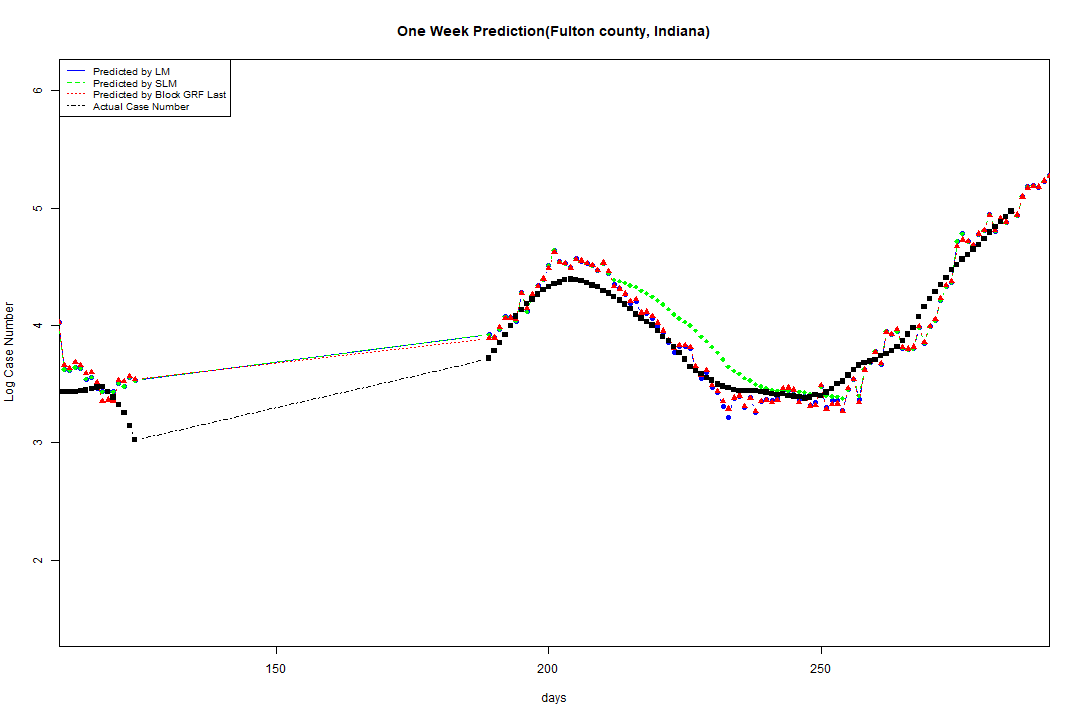 One Week Prediction(Fulton county, Indiana)
Predicted by LM
Predicted by SLM
Predicted by Block GRF Last
Actual Case Number
6
5
4
3
2
Log Case Number
150
200
250
days